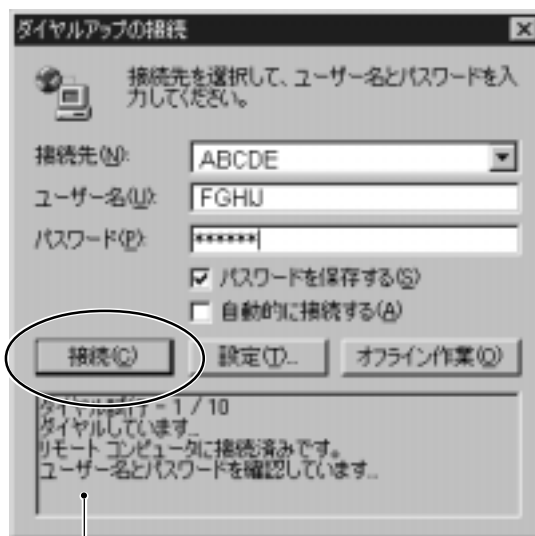 ダイヤルアップの接続
接続先を選択して、ユーザー名とパスワードを入
力してください。
接続先(N):
ABCDE
ユーザー名(U):
FGHIJ
パスワード(P):
******
パスワードを保存する(S)
自動的に接続する(A)
接続(C)
設定(T)...
オフライン作業(O)
ダイヤル試行 - 1 / 10
ダイヤルしています...
リモート コンピュータに接続済みです。
ユーザー名とパスワードを確認しています...